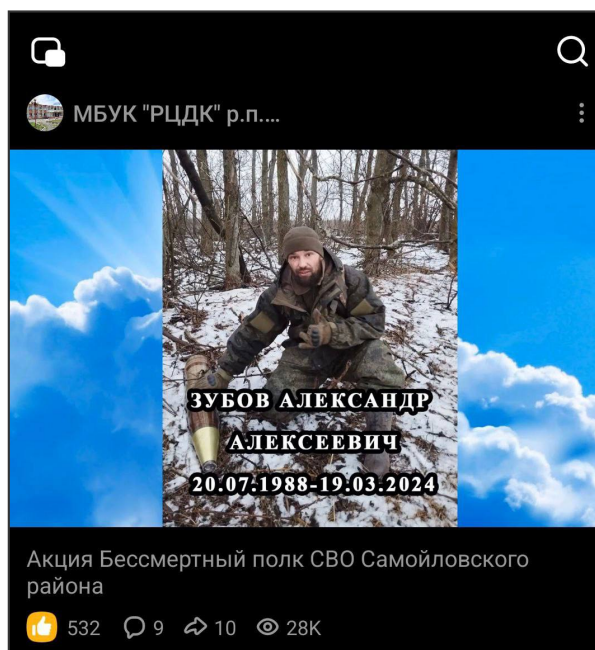 МБУК "РЦДК" р.п....
ЗУБОВ АЛЕКСАНДР
АЛЕКСЕЕВИЧ
20.07.1988-19.03.2024
Акция Бессмертный полк СВО Самойловского
района
532 9 10 28K